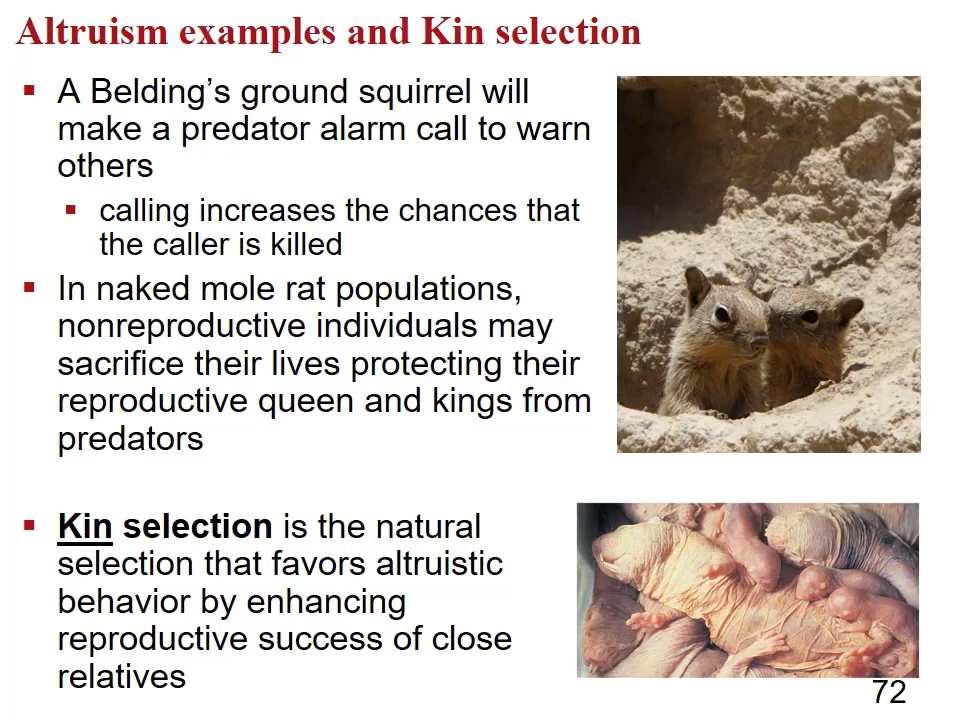 Altruism examples and Kin selection
A Belding’s ground squirrel will
make a predator alarm call to warn
others
calling increases the chances that
the caller is killed
In naked mole rat populations,
nonreproductive individuals may
sacrifice their lives protecting their
reproductive queen and kings from
predators
Kin selection is the natural
selection that favors altruistic
behavior by enhancing
reproductive success of close
relatives
72